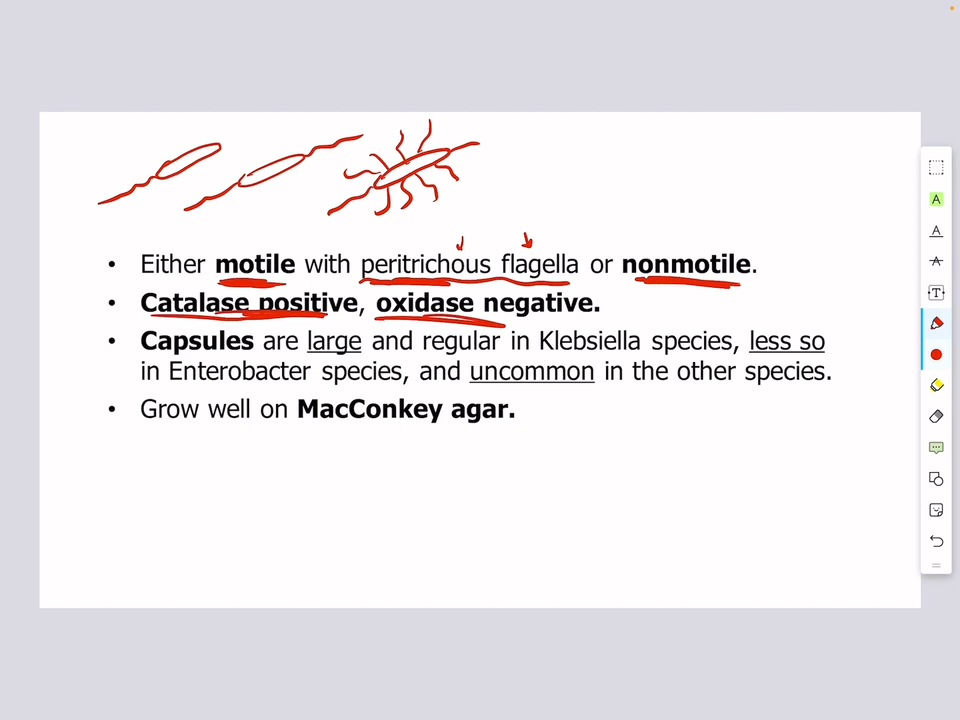 • Either motile with peritrichous flagella or nonmotile.
• Catalase positive, oxidase negative.
• Capsules are large and regular in Klebsiella species, less so
in Enterobacter species, and uncommon in the other species.
• Grow well on MacConkey agar.
A
A
A
T